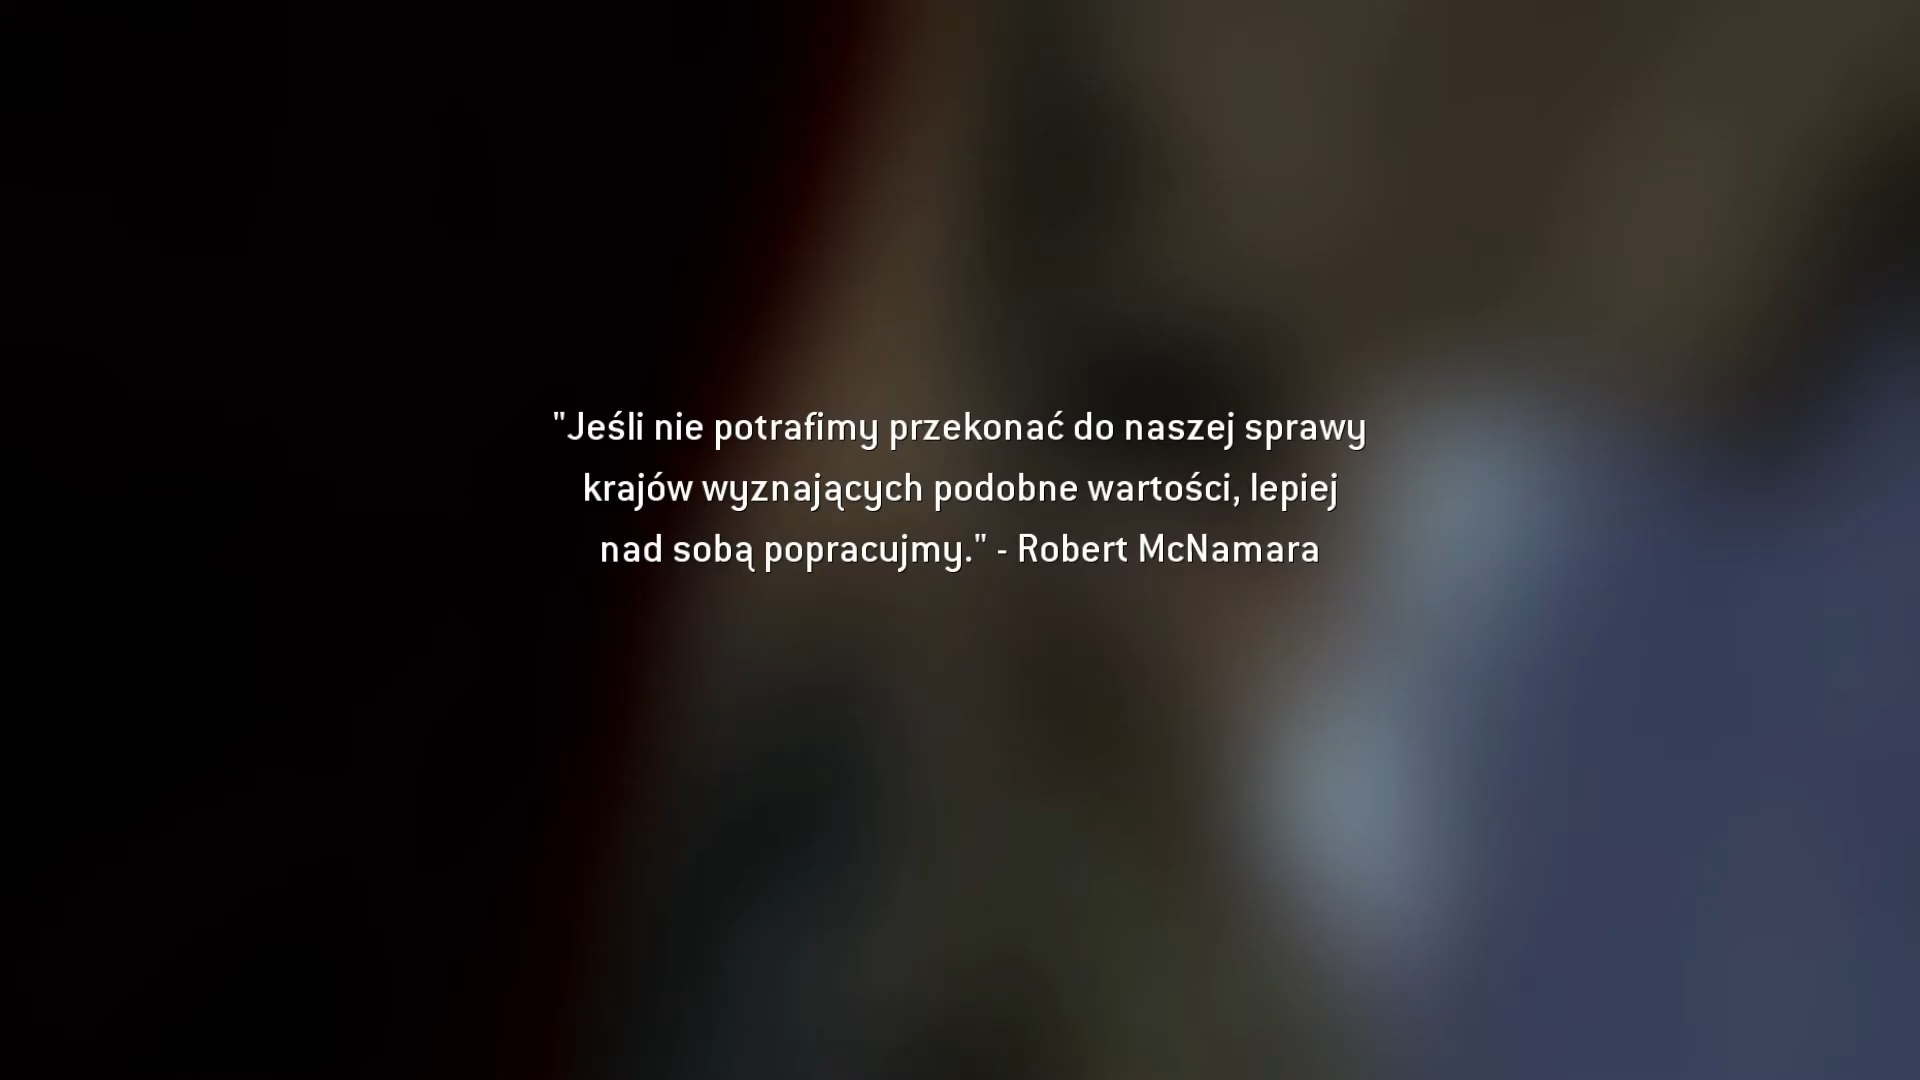 "Jeśli nie potrafimy przekonać do naszej sprawy
krajów wyznających podobne wartości, lepiej
nad sobą popracujmy." - Robert McNamara